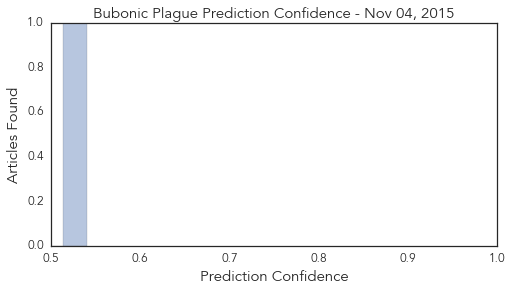 Bubonic Plague Prediction Confidence - Nov 04, 2015
Articles Found
1.0
0.8
0.6
0.4
0.2
0.0
0.5 0.6 0.7 0.8 0.9 1.0
Prediction Confidence